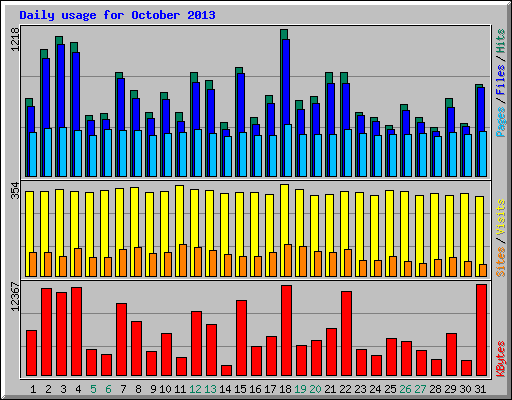 Daily usage for October 2013
1218
Pages / Files / Hits
354
Sites / Visits
12367
KBytes
1 2 3 4 5 6 7 8 9 10 11 12 13 14 15 16 17 18 19 20 21 22 23 24 25 26 27 28 29 30 31